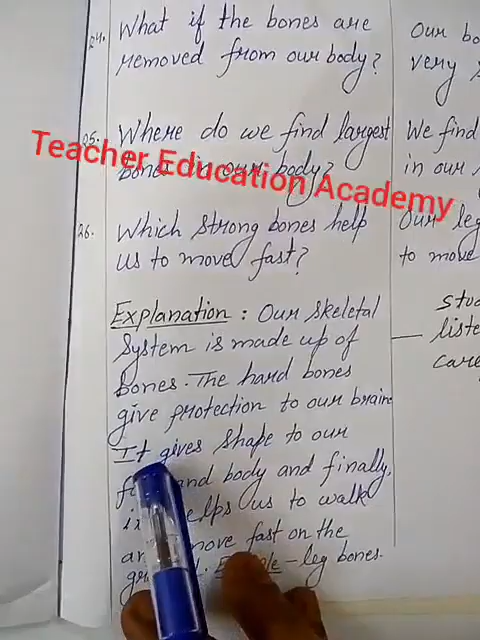 24. What if the bones are
removed from our body?
Our bo
very
25. Where do we find largest
bones in our body?
We find
in our
Teacher Education Academy
26. Which strong bones help
us to move fast?
Our leg
to move
Explanation : Our skeletal
System is made up of
bones. The hard bones
give protection to our brain
It gives shape to our
and body and finally,
helps us to walk
move fast on the
- leg bones.
stu
liste
care